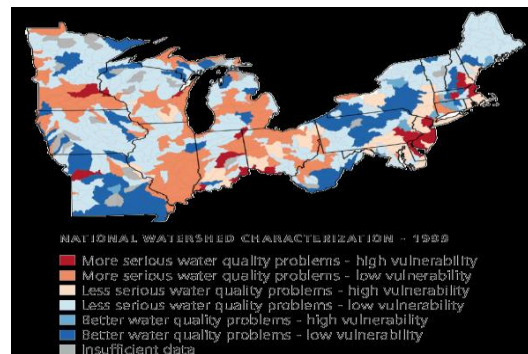 NATIONAL WATERSHED CHARACTERIZATION - 1999
More serious water quality problems - high vulnerability
More serious water quality problems - low vulnerability
Less serious water quality problems - high vulnerability
Less serious water quality problems - low vulnerability
Better water quality problems - high vulnerability
Better water quality problems - low vulnerability
Insufficient data